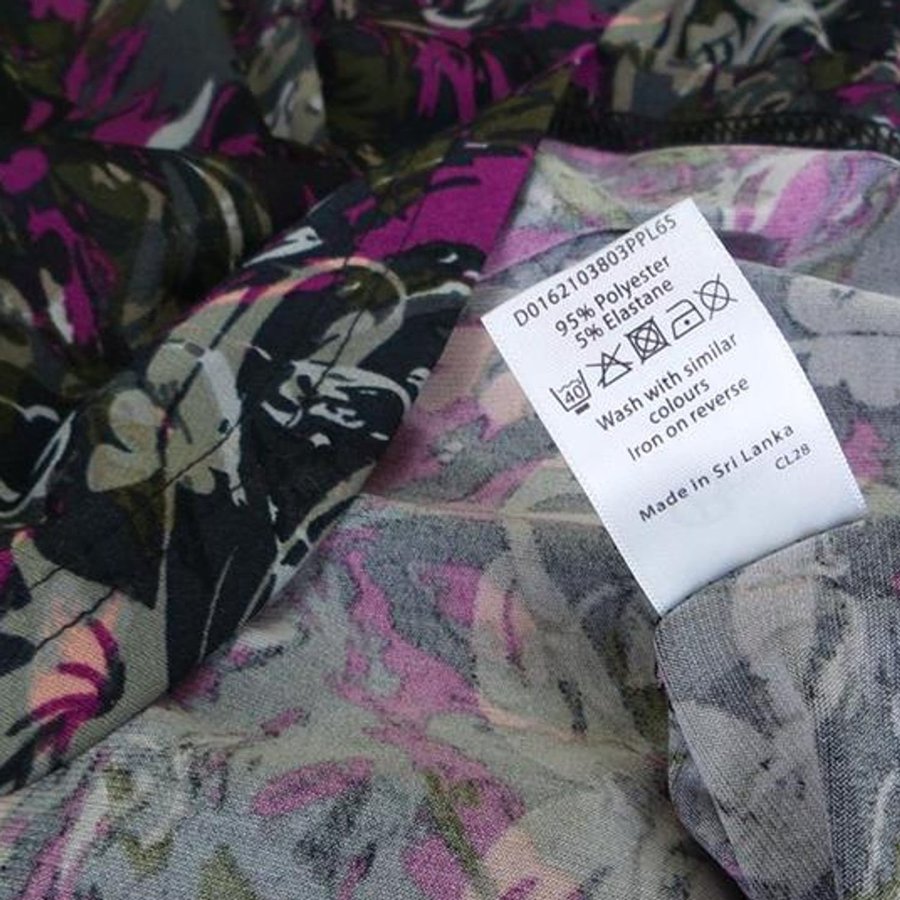 D0162103803PPL65
95% Polyester
5% Elastane
40
Wash with similar
colours
Iron on reverse
Made in Sri Lanka
CL28